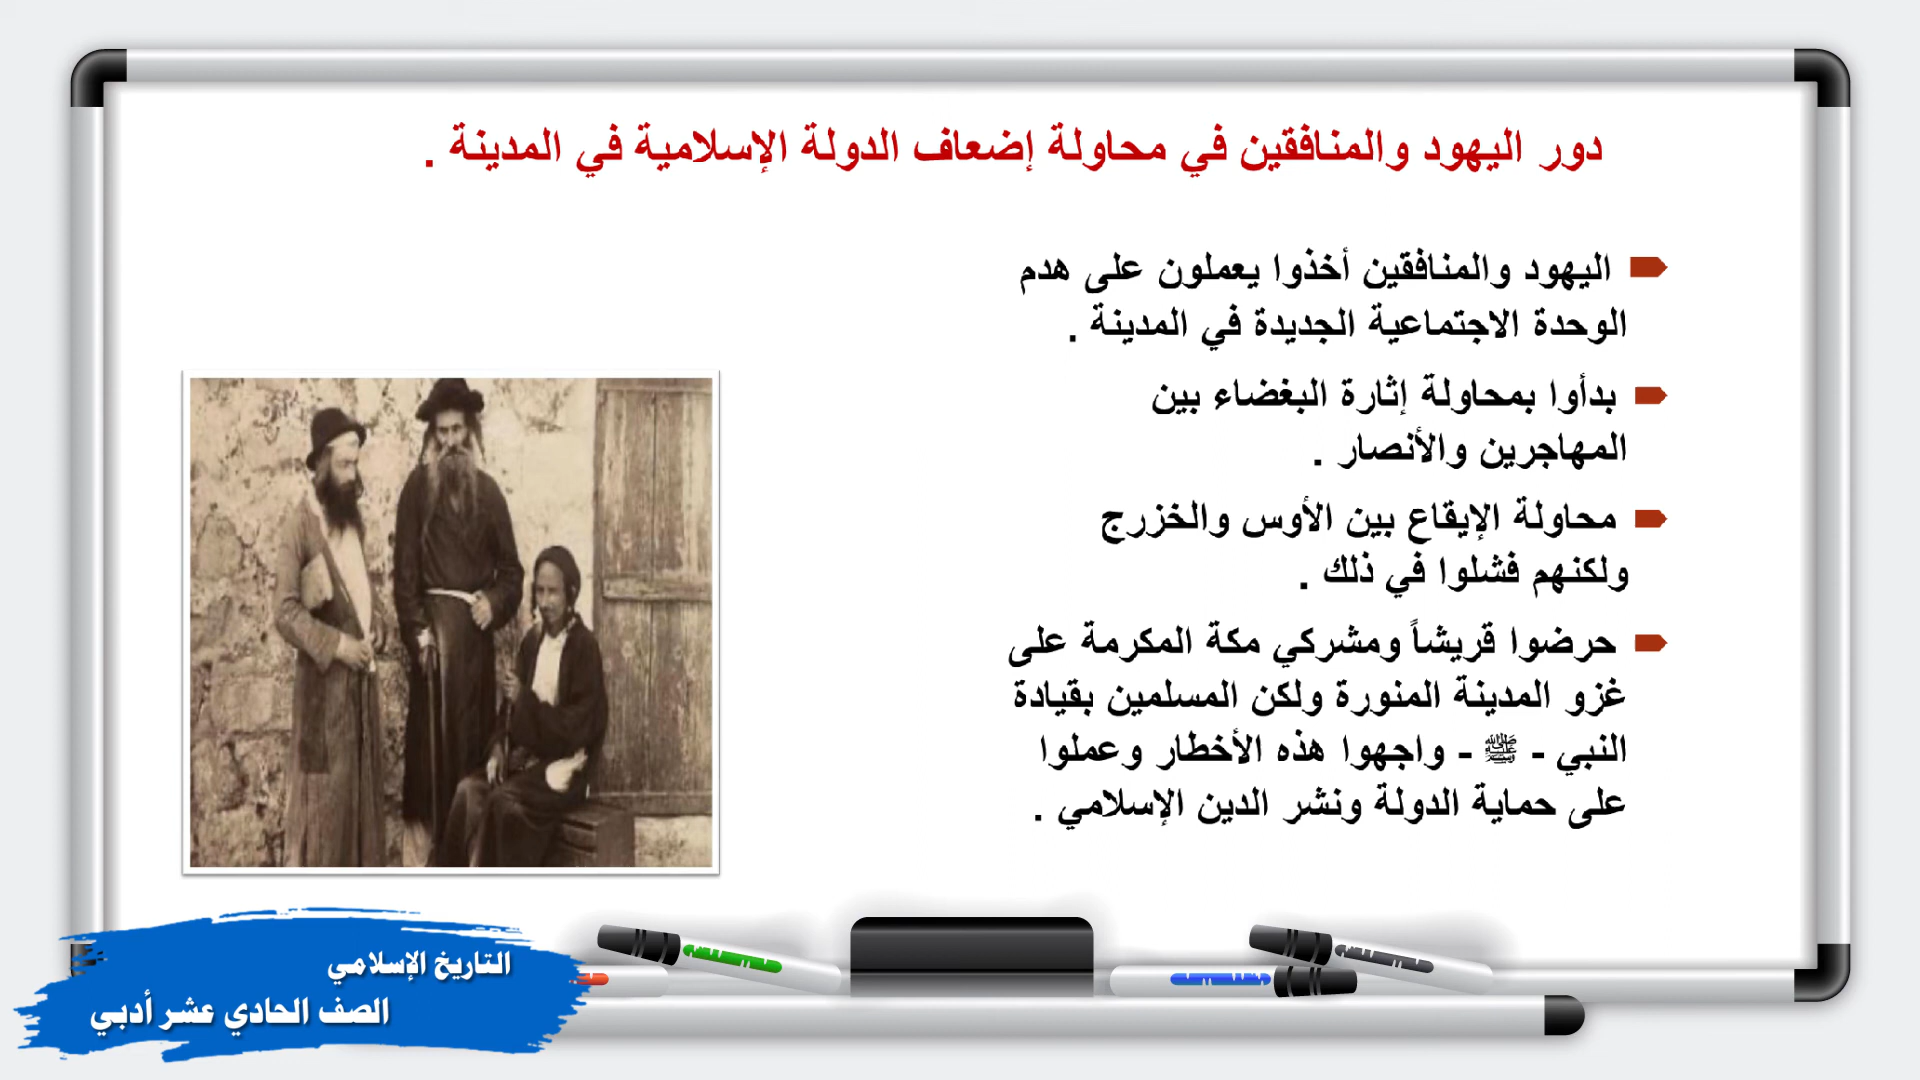 دور اليهود والمنافقين في محاولة إضعاف الدولة الإسلامية في المدينة .
اليهود والمنافقين أخذوا يعملون على هدم
الوحدة الاجتماعية الجديدة في المدينة .
بدأوا بمحاولة إثارة البغضاء بين
المهاجرين والأنصار .
محاولة الإيقاع بين الأوس والخزرج
ولكنهم فشلوا في ذلك .
حرضوا قريشاً ومشركي مكة المكرمة على
غزو المدينة المنورة ولكن المسلمين بقيادة
النبي - ﷺ - واجهوا هذه الأخطار وعملوا
على حماية الدولة ونشر الدين الإسلامي .
التاريخ الإسلامي
الصف الحادي عشر أدبي